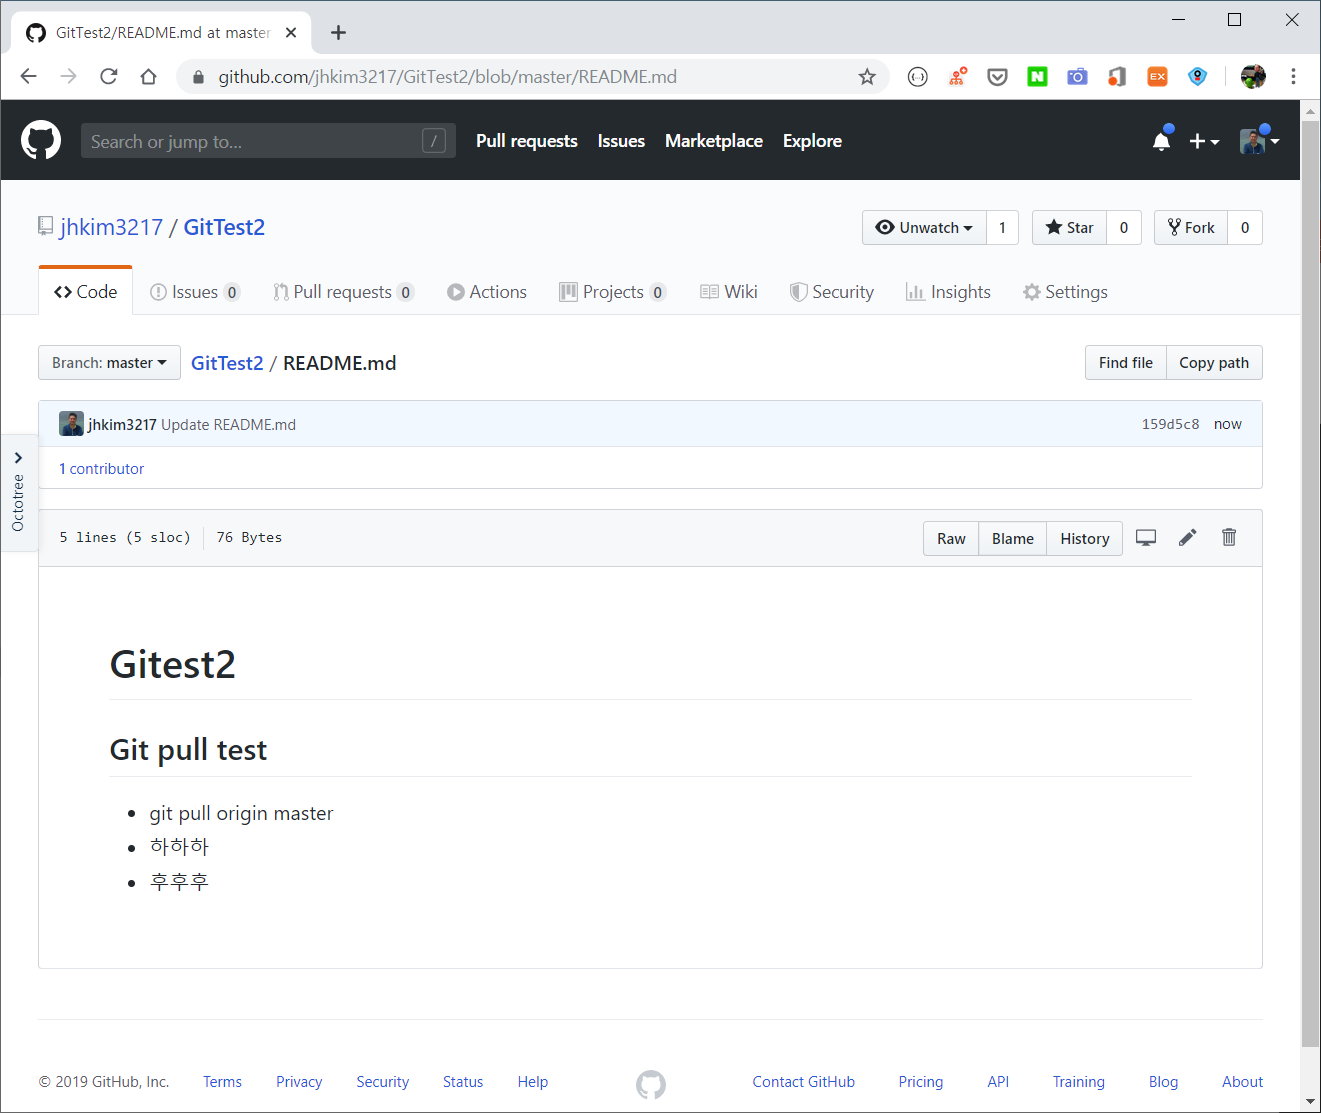 GitTest2/README.md at master
github.com/jhkim3217/GitTest2/blob/master/README.md
N
EX
Search or jump to... /
Pull requests Issues Marketplace Explore
jhkim3217 / GitTest2
Unwatch 1 Star 0 Fork 0
Code Issues 0 Pull requests 0 Actions Projects 0 Wiki Security Insights Settings
Branch: master GitTest2 / README.md Find file Copy path
jhkim3217 Update README.md 159d5c8 now
1 contributor
Octotree
5 lines (5 sloc) 76 Bytes Raw Blame History
Gitest2
Git pull test
git pull origin master
하하하
후후후
© 2019 GitHub, Inc. Terms Privacy Security Status Help Contact GitHub Pricing API Training Blog About